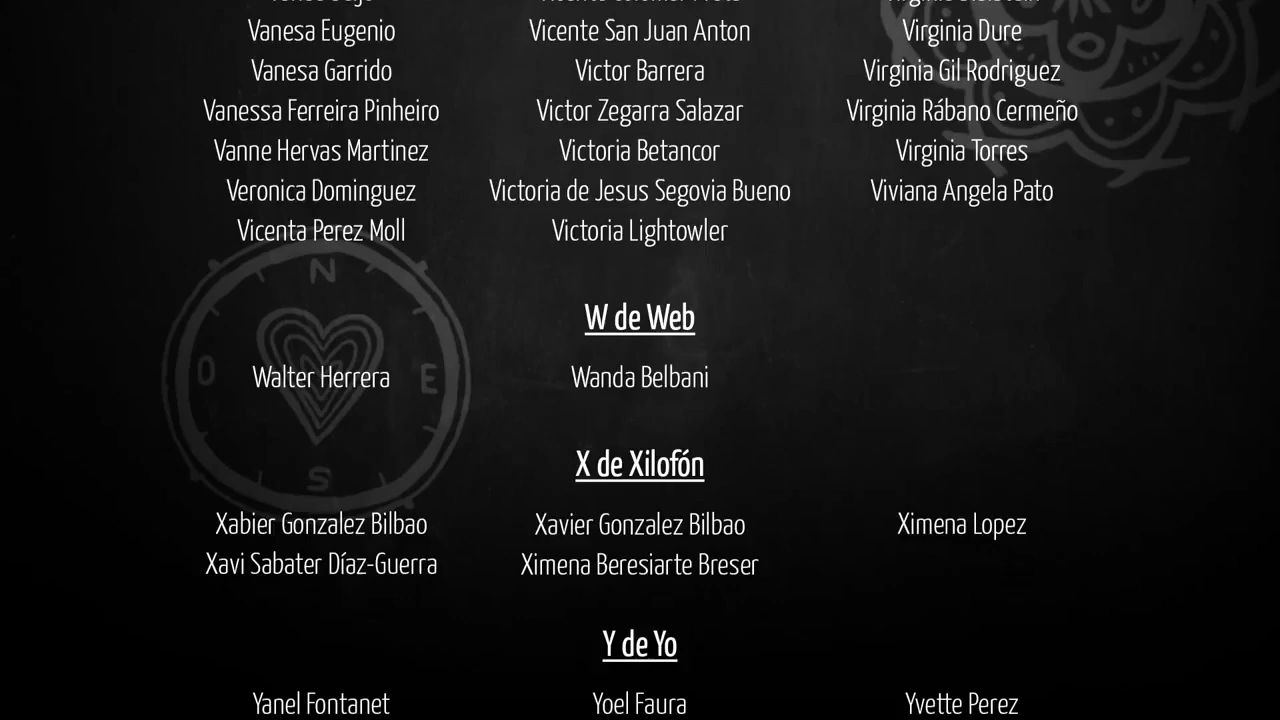 Vanesa Eugenio Vicente San Juan Anton Virginia Dure
Vanesa Garrido Victor Barrera Virginia Gil Rodriguez
Vanessa Ferreira Pinheiro Victor Zegarra Salazar Virginia Rábano Cermeño
Vanne Hervas Martinez Victoria Betancor Virginia Torres
Veronica Dominguez Victoria de Jesus Segovia Bueno Viviana Angela Pato
Vicenta Perez Moll Victoria Lightowler
N
W de Web
O E
Walter Herrera Wanda Belbani
X de Xilofón
S
Xabier Gonzalez Bilbao Xavier Gonzalez Bilbao Ximena Lopez
Xavi Sabater Díaz-Guerra Ximena Beresiarte Breser
Y de Yo
Yanel Fontanet Yoel Faura Yvette Perez